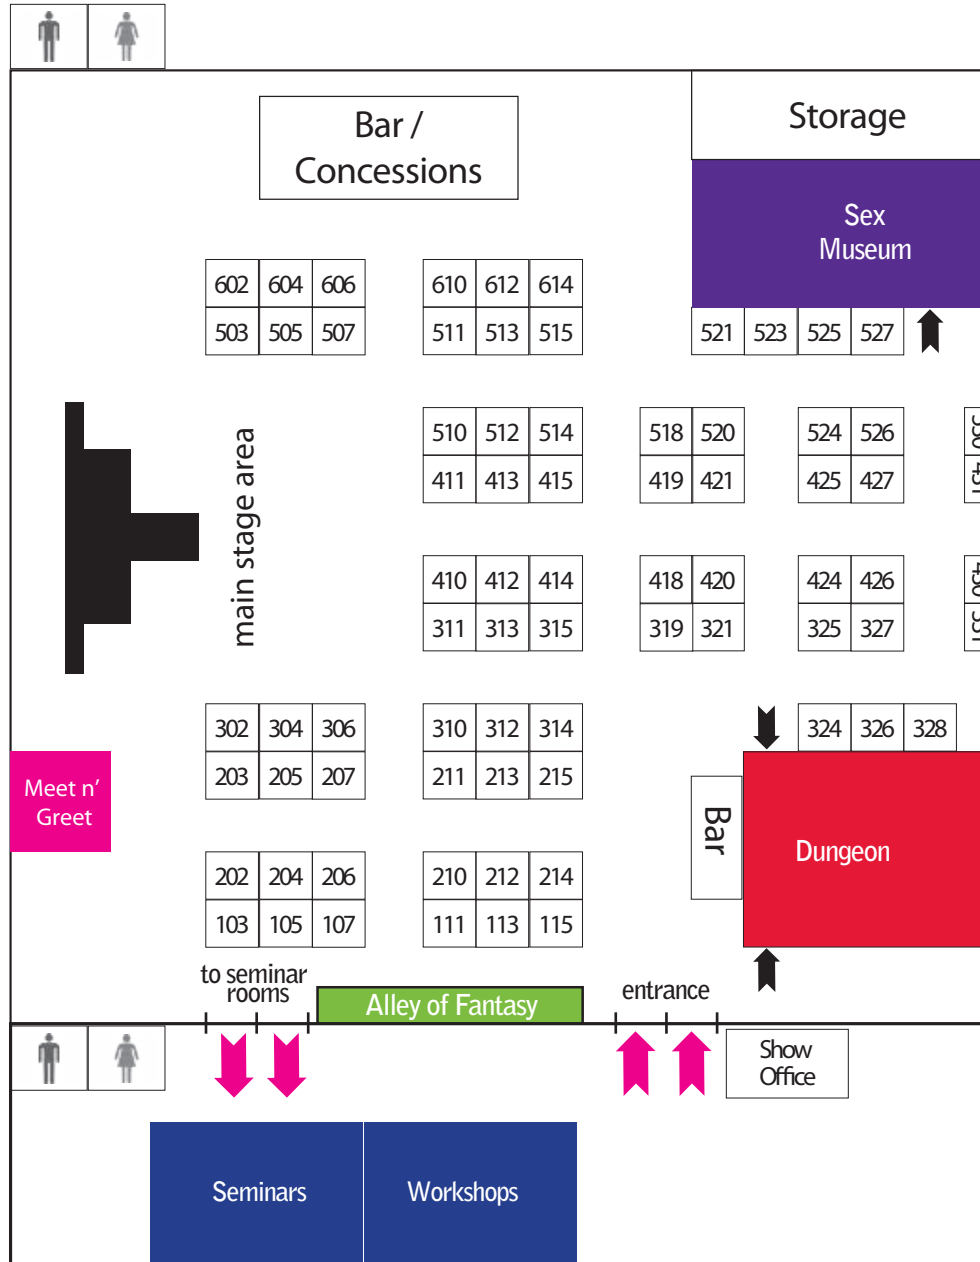 Bar /
Concessions
Storage
Sex
Museum
602 604 606
503 505 507
610 612 614
511 513 515
521 523 525 527
main stage area
510 512 514
411 413 415
518 520
419 421
524 526
425 427
410 412 414
311 313 315
418 420
319 321
424 426
325 327
302 304 306
203 205 207
310 312 314
211 213 215
324 326 328
Meet n'
Greet
Bar
Dungeon
202 204 206
103 105 107
210 212 214
111 113 115
to seminar
rooms
Alley of Fantasy
entrance
Show
Office
Seminars
Workshops